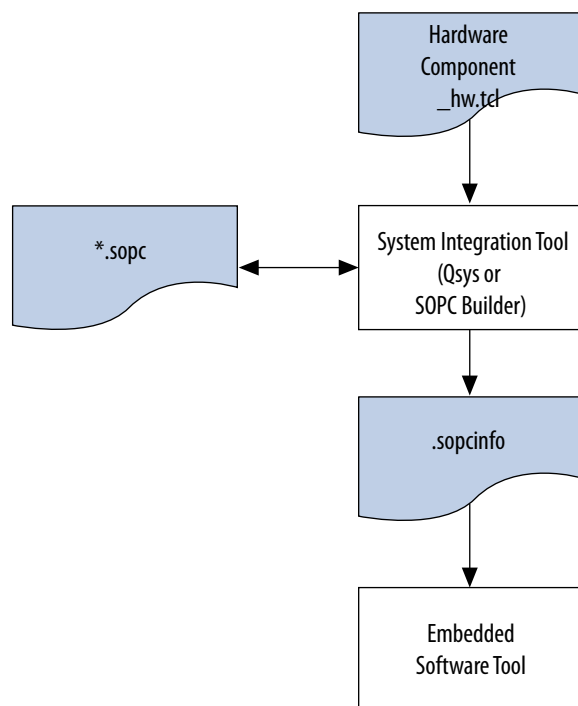 Hardware
Component
_hw.tcl
*.sopc
System Integration Tool
(Qsys or
SOPC Builder)
.sopcinfo
Embedded
Software Tool